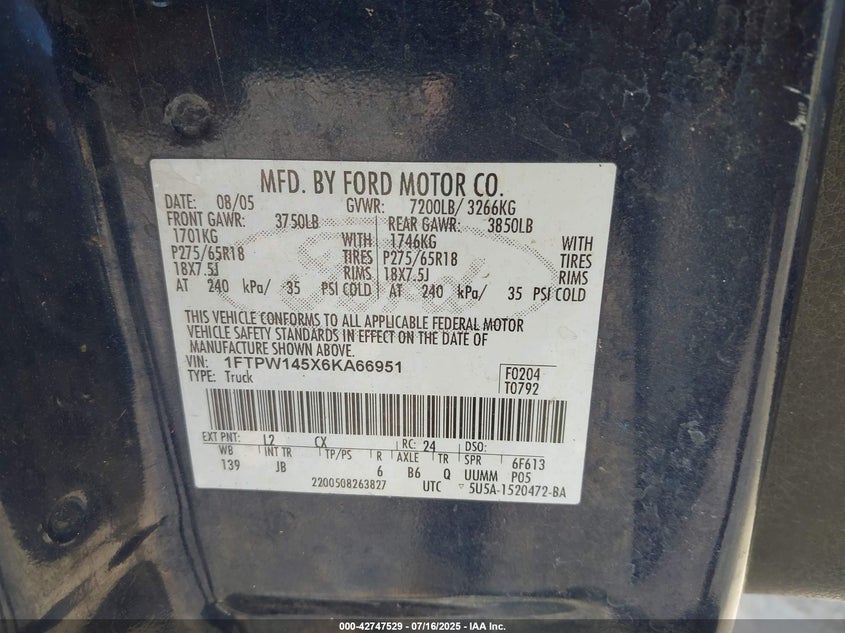 MFD. BY FORD MOTOR CO.
DATE: 08/05 GVWR: 7200LB/ 3266KG
FRONT GAWR: 3750LB REAR GAWR: 3850LB
1701KG WITH 1746KG WITH
P275/65R18 TIRES P275/65R18 TIRES
18X7.5J RIMS 18X7.5J RIMS
AT 240 kPa/ 35 PSI COLD AT 240 kPa/ 35 PSI COLD
THIS VEHICLE CONFORMS TO ALL APPLICABLE FEDERAL MOTOR
VEHICLE SAFETY STANDARDS IN EFFECT ON THE DATE OF
MANUFACTURE SHOWN ABOVE.
VIN: 1FTPW145X6KA66951 F0204
TYPE: Truck T0792
EXT PNT: L2 CX RC: 24 DSO:
WB INT TR TP/PS R AXLE TR SPR 6F613
139 JB 6 B6 Q UUMM P05
2200508263827 UTC ▽ 5U5A-1520472-BA
000-42747529 - 07/16/2025 - IAA Inc.